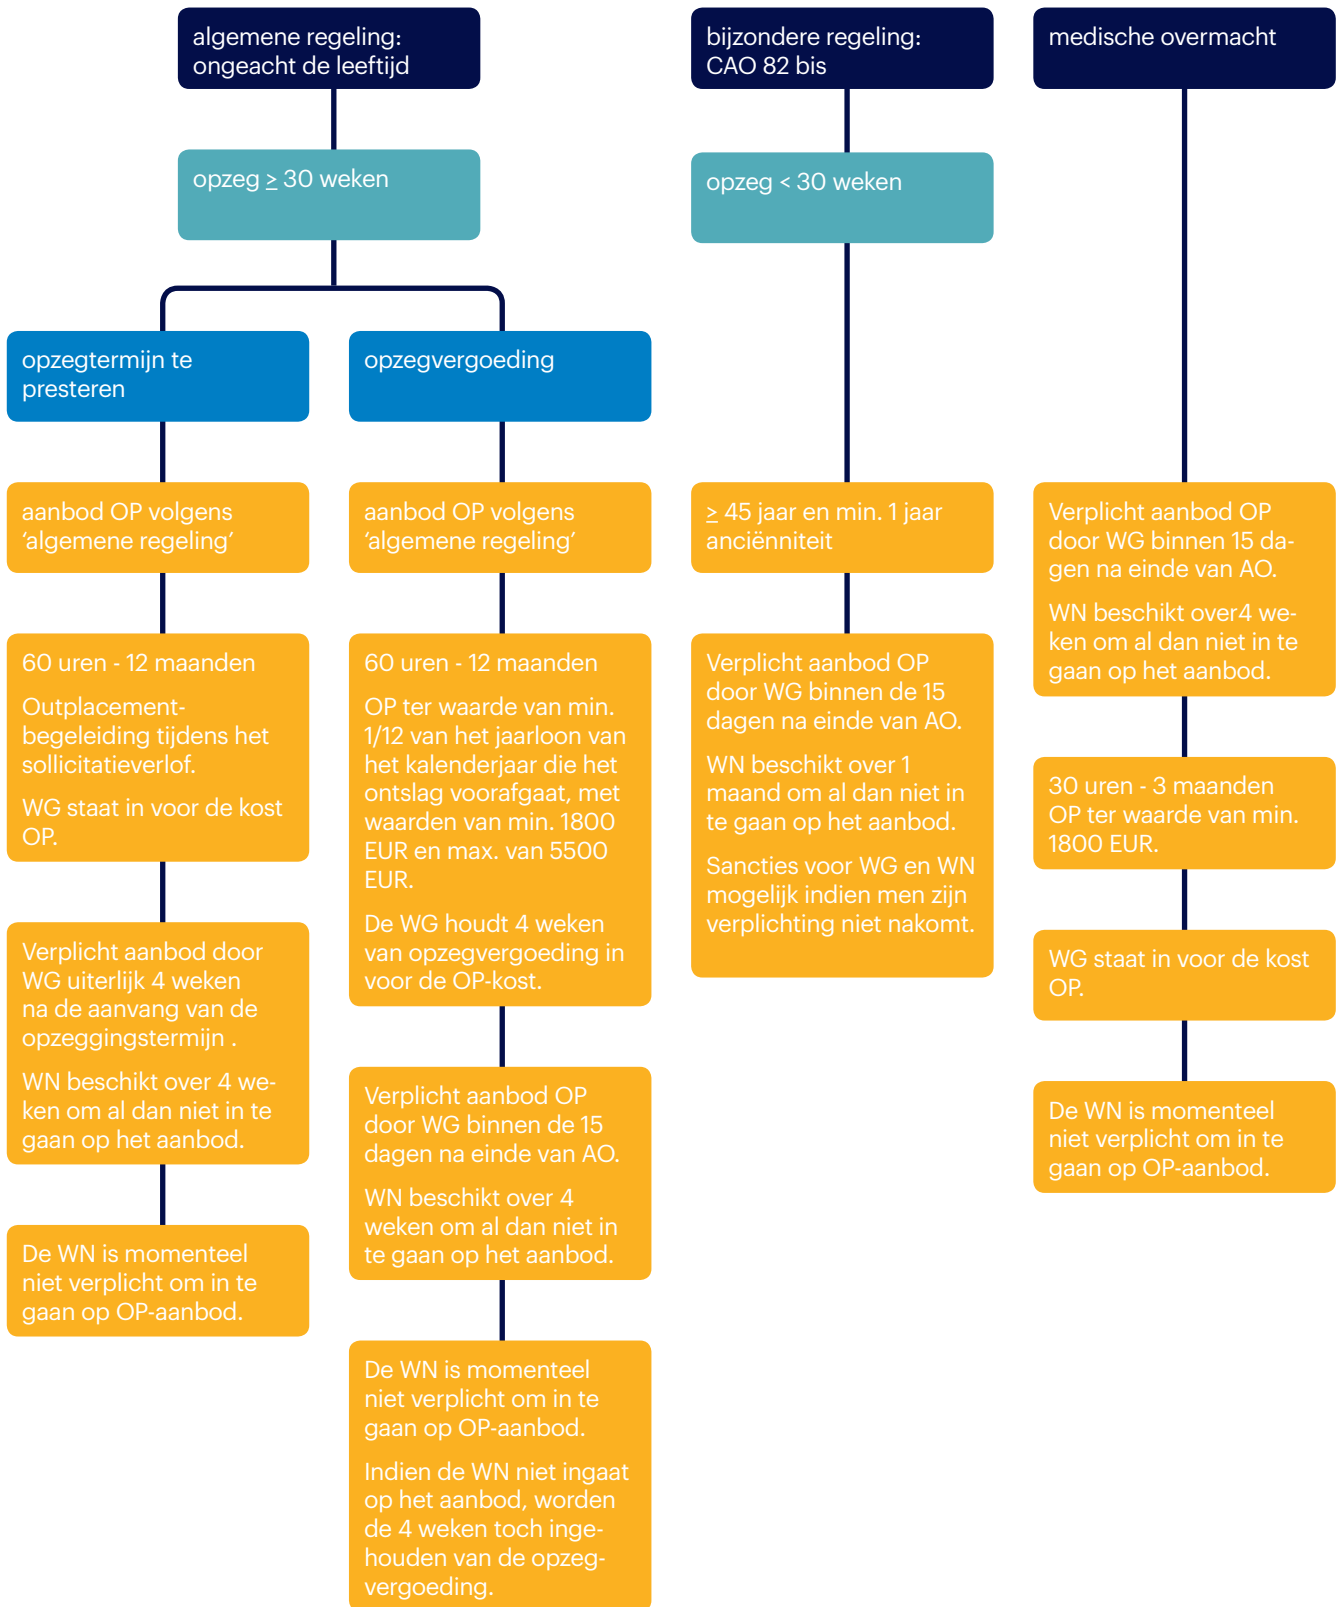 algemene regeling:
ongeacht de leeftijd
opzeg ≥ 30 weken
opzegtermijn te
presteren
aanbod OP volgens
‘algemene regeling’
60 uren - 12 maanden
Outplacement-
begeleiding tijdens het
sollicitatieverlof.
WG staat in voor de kost
OP.
Verplicht aanbod door
WG uiterlijk 4 weken
na de aanvang van de
opzeggingstermijn .
WN beschikt over 4 we-
ken om al dan niet in te
gaan op het aanbod.
De WN is momenteel
niet verplicht om in te
gaan op OP-aanbod.
opzegvergoeding
aanbod OP volgens
‘algemene regeling’
60 uren - 12 maanden
OP ter waarde van min.
1/12 van het jaarloon van
het kalenderjaar die het
ontslag voorafgaat, met
waarden van min. 1800
EUR en max. van 5500
EUR.
De WG houdt 4 weken
van opzegvergoeding in
voor de OP-kost.
Verplicht aanbod OP
door WG binnen de 15
dagen na einde van AO.
WN beschikt over 4
weken om al dan niet in
te gaan op het aanbod.
De WN is momenteel
niet verplicht om in te
gaan op OP-aanbod.
Indien de WN niet ingaat
op het aanbod, worden
de 4 weken toch inge-
houden van de opzeg-
vergoeding.
bijzondere regeling:
CAO 82 bis
opzeg < 30 weken
≥ 45 jaar en min. 1 jaar
anciënniteit
Verplicht aanbod OP
door WG binnen de 15
dagen na einde van AO.
WN beschikt over 1
maand om al dan niet in
te gaan op het aanbod.
Sancties voor WG en WN
mogelijk indien men zijn
verplichting niet nakomt.
medische overmacht
Verplicht aanbod OP
door WG binnen 15 da-
gen na einde van AO.
WN beschikt over4 we-
ken om al dan niet in te
gaan op het aanbod.
30 uren - 3 maanden
OP ter waarde van min.
1800 EUR.
WG staat in voor de kost
OP.
De WN is momenteel
niet verplicht om in te
gaan op OP-aanbod.